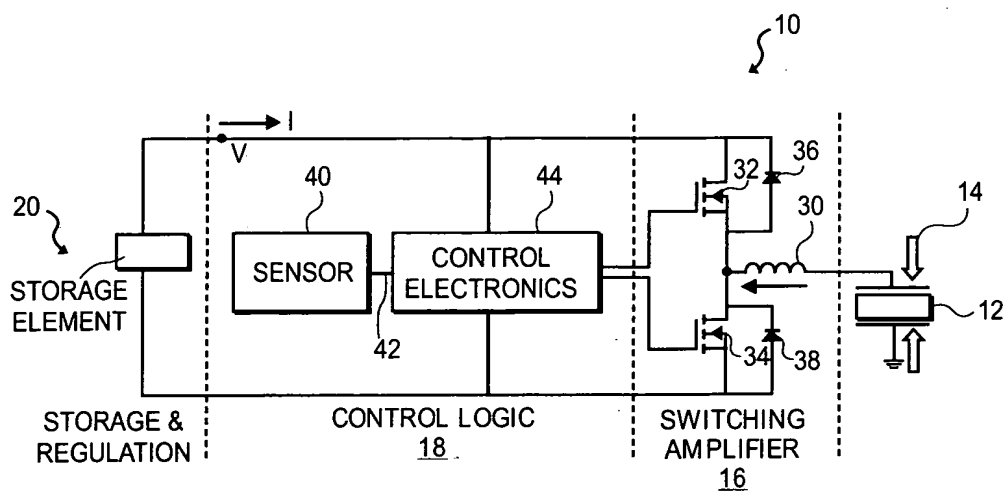 10
I
V
20
40
44
32
36
30
14
SENSOR
CONTROL
ELECTRONICS
STORAGE
ELEMENT
42
34
38
12
STORAGE &
REGULATION
CONTROL LOGIC
18
SWITCHING
AMPLIFIER
16